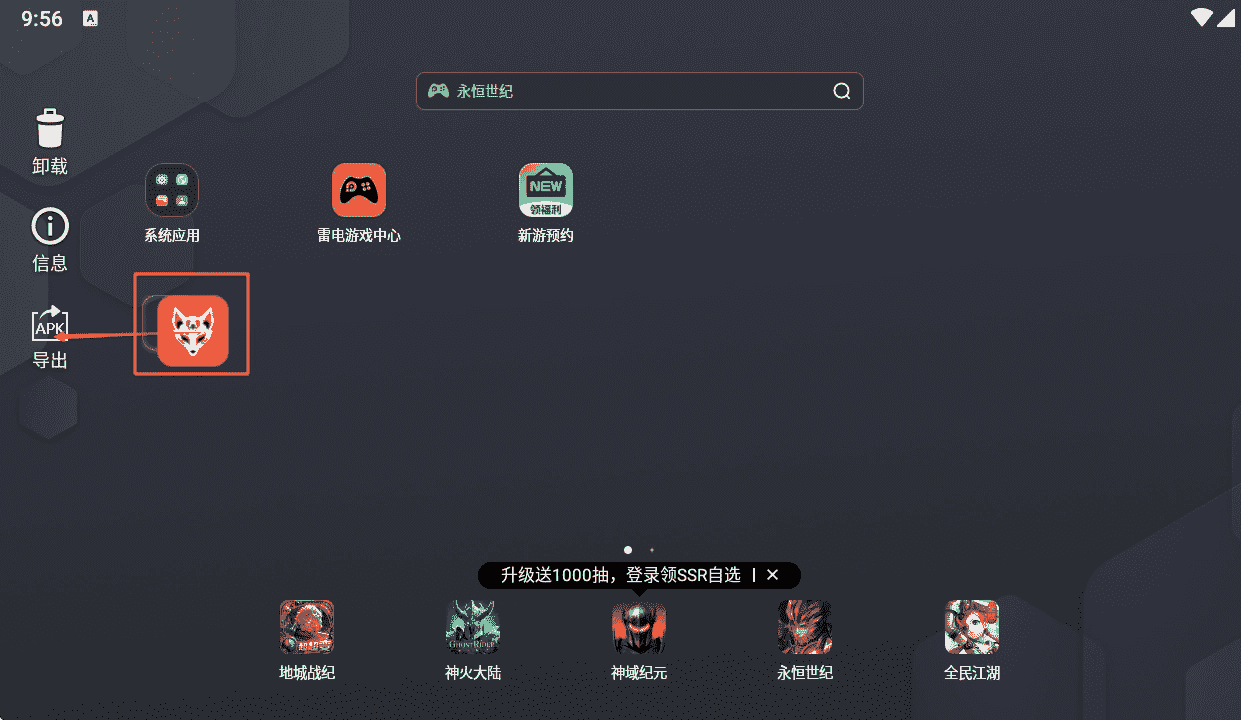 9:56
A
永恒世纪
卸载
NEW
领福利
系统应用
雷电游戏中心
新游预约
信息
APK
导出
升级送1000抽，登录领SSR自选
GHOST RIDER
地城战纪
神火大陆
神域纪元
永恒世纪
全民江湖